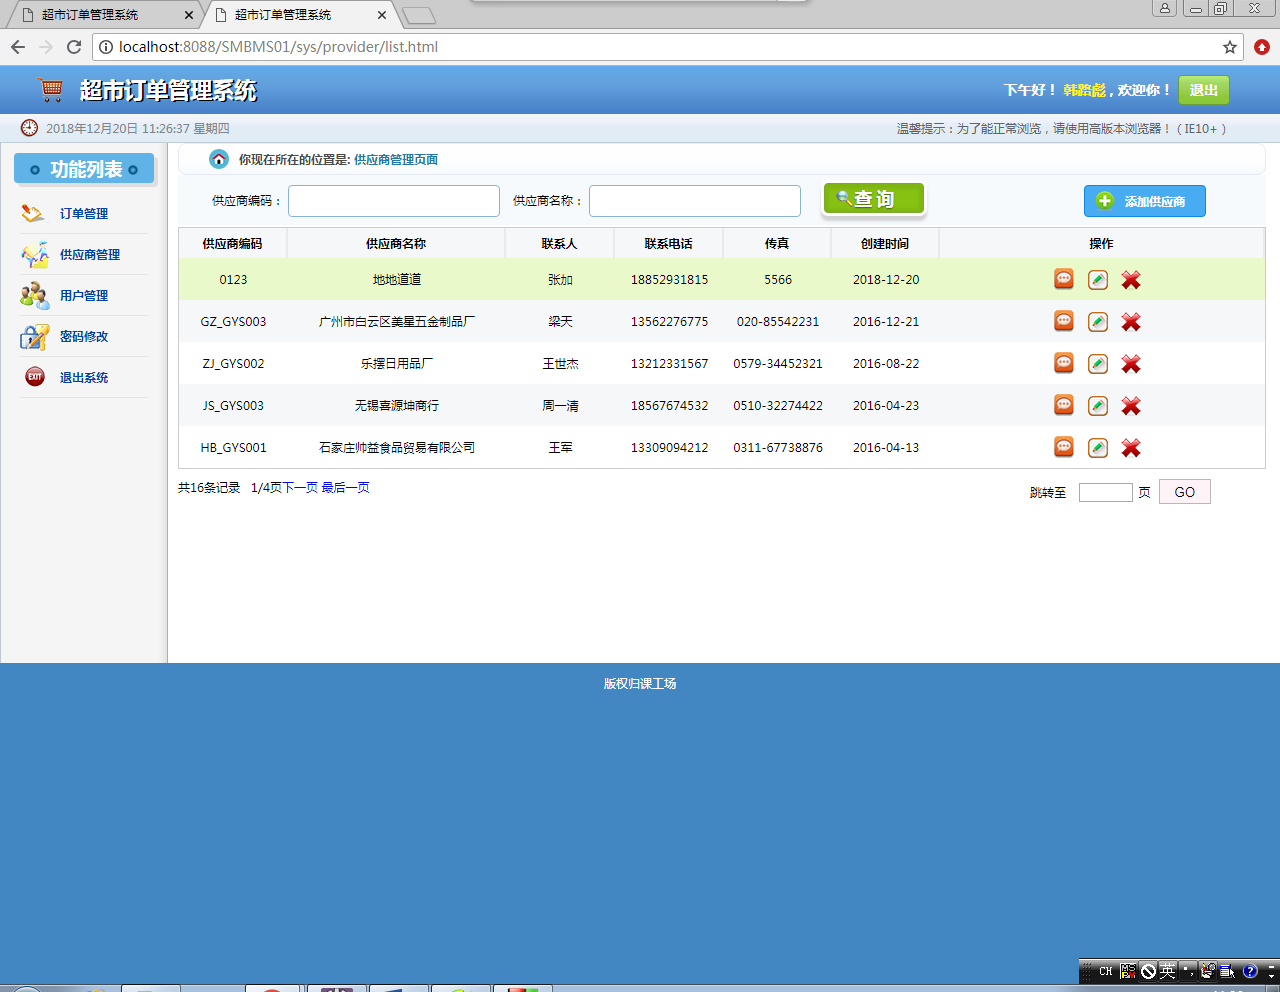 超市订单管理系统
超市订单管理系统
localhost:8088/SMBMS01/sys/provider/list.html
超市订单管理系统
下午好！ 韩路彪 , 欢迎你！ 退出
2018年12月20日 11:26:37 星期四
温馨提示：为了能正常浏览，请使用高版本浏览器！（IE10+）
功能列表
订单管理
供应商管理
用户管理
密码修改
EXIT 退出系统
你现在所在的位置是: 供应商管理页面
供应商编码： 供应商名称： 查 询 添加供应商
供应商编码 供应商名称 联系人 联系电话 传真 创建时间 操作
0123 地地道道 张加 18852931815 5566 2018-12-20
GZ_GYS003 广州市白云区美星五金制品厂 梁天 13562276775 020-85542231 2016-12-21
ZJ_GYS002 乐摆日用品厂 王世杰 13212331567 0579-34452321 2016-08-22
JS_GYS003 无锡喜源坤商行 周一清 18567674532 0510-32274422 2016-04-23
HB_GYS001 石家庄帅益食品贸易有限公司 王军 13309094212 0311-67738876 2016-04-13
共16条记录 1/4页下一页 最后一页
跳转至 页 GO
版权归课工场
CH 英